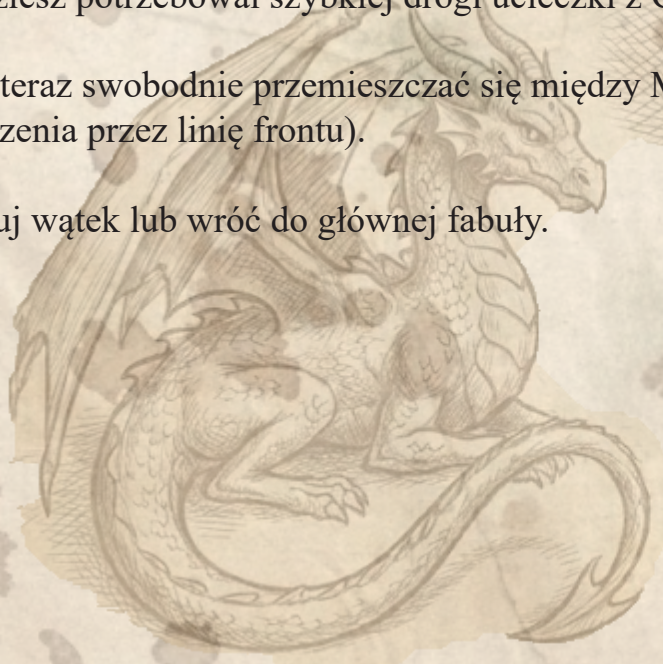 ziesz potrzebował szybkiej drogi ucieczki z
teraz swobodnie przemieszczać się między M
zenia przez linię frontu).
uj wątek lub wróć do głównej fabuły.